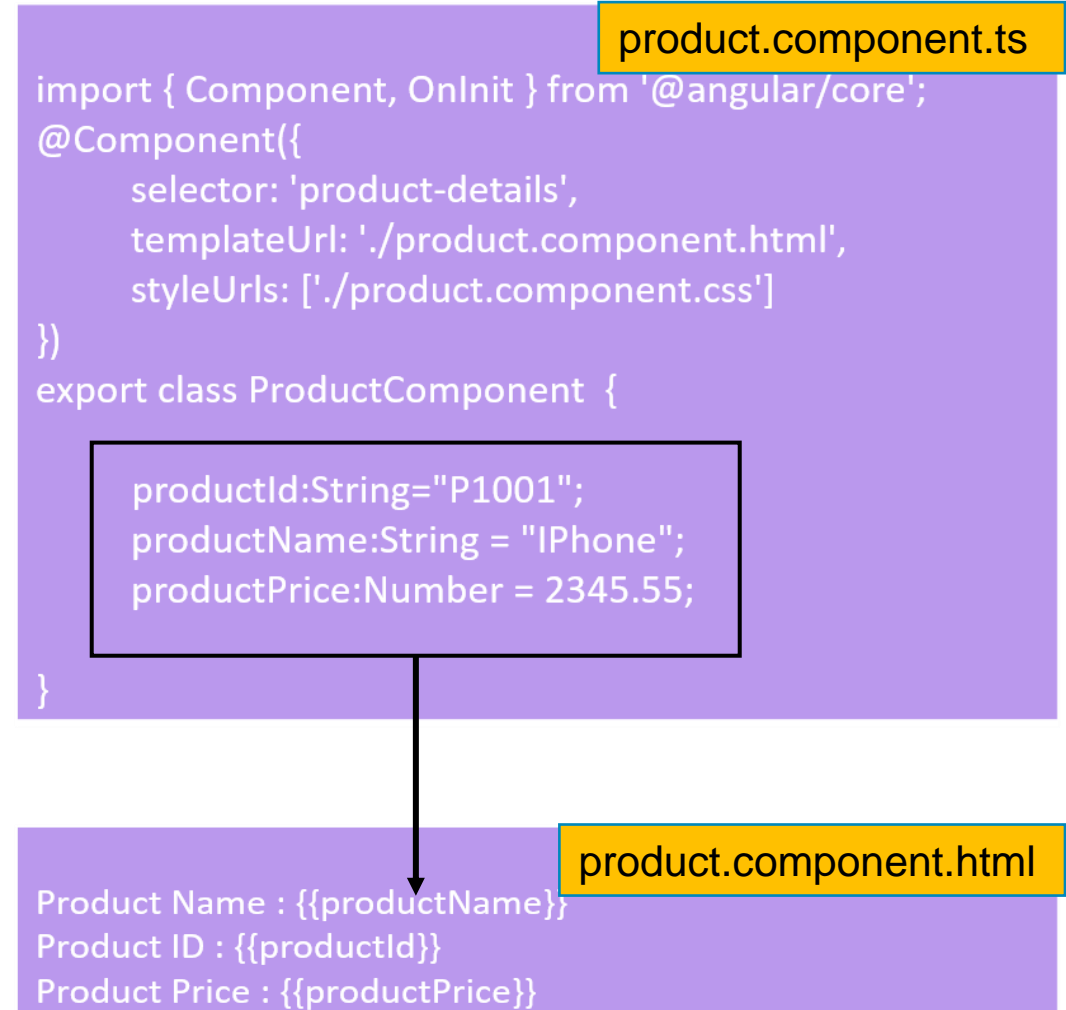 product.component.ts
import { Component, OnInit } from '@angular/core';
@Component({
selector: 'product-details',
templateUrl: './product.component.html',
styleUrls: ['./product.component.css']
})
export class ProductComponent  {
productId:String="P1001";
productName:String = "IPhone";
productPrice:Number = 2345.55;
}
product.component.html
Product Name : {{productName}}
Product ID : {{productId}}
Product Price : {{productPrice}}